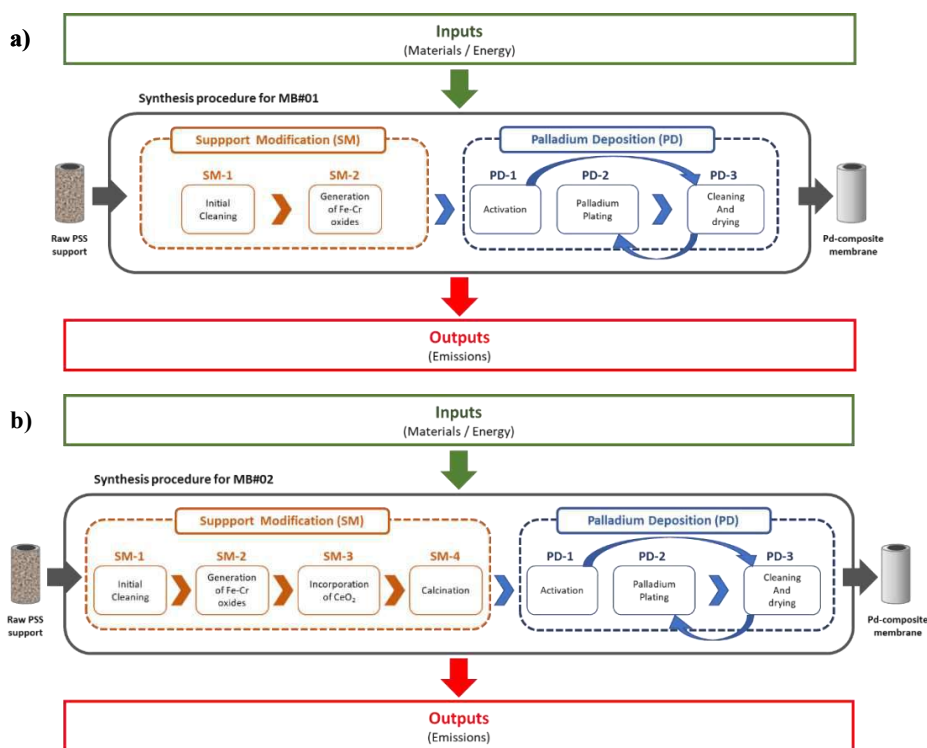 a)
Inputs
(Materials / Energy)
Synthesis procedure for MB#01
Suppport Modification (SM)
Palladium Deposition (PD)
SM-1
SM-2
PD-1
PD-2
PD-3
Initial
Cleaning
Generation
of Fe-Cr
oxides
Activation
Palladium
Plating
Cleaning
And
drying
Raw PSS
support
Pd-composite
membrane
Outputs
(Emissions)
b)
Inputs
(Materials / Energy)
Synthesis procedure for MB#02
Suppport Modification (SM)
Palladium Deposition (PD)
SM-1
SM-2
SM-3
SM-4
PD-1
PD-2
PD-3
Initial
Cleaning
Generation
of Fe-Cr
oxides
Incorporation
of CeO₂
Calcination
Activation
Palladium
Plating
Cleaning
And
drying
Raw PSS
support
Pd-composite
membrane
Outputs
(Emissions)